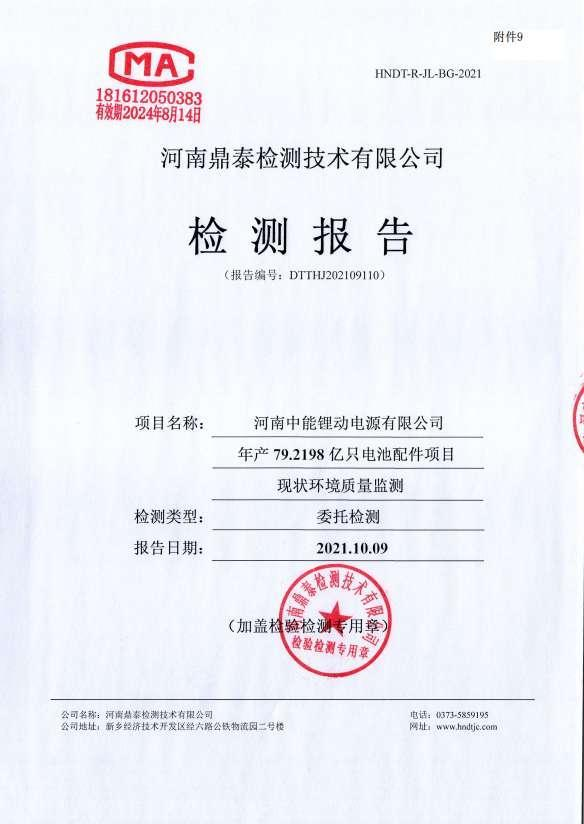 附件9
MA
181612050383
有效期2024年8月14日
HNDT-R-JL-BG-2021
河南鼎泰检测技术有限公司
检测报告
（报告编号：DTTHJ202109110）
项目名称：河南中能锂动电源有限公司
年产 79.2198 亿只电池配件项目
现状环境质量监测
检测类型：委托检测
报告日期：2021.10.09
河南鼎泰检测技术有限公司
（加盖检验检测专用章）
检验检测专用章
公司名称：河南鼎泰检测技术有限公司 电话：0373-5859195
公司地址：新乡经济技术开发区经六路公铁物流园二号楼 网址：www.hndtjc.com